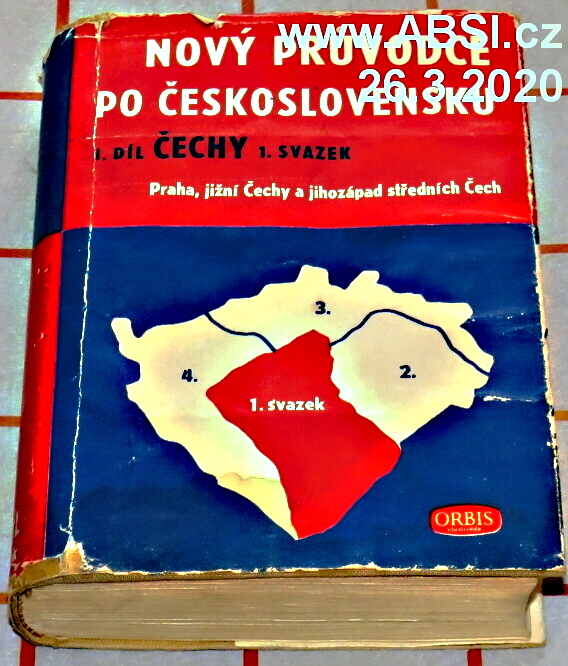 www.ABSI.cz
26.3.2020
NOVÝ PRŮVODCE
PO ČESKOSLOVENSKU
I. DÍL ČECHY 1. SVAZEK
Praha, jižní Čechy a jihozápad středních Čech
3.
4.
2.
1. svazek
ORBIS